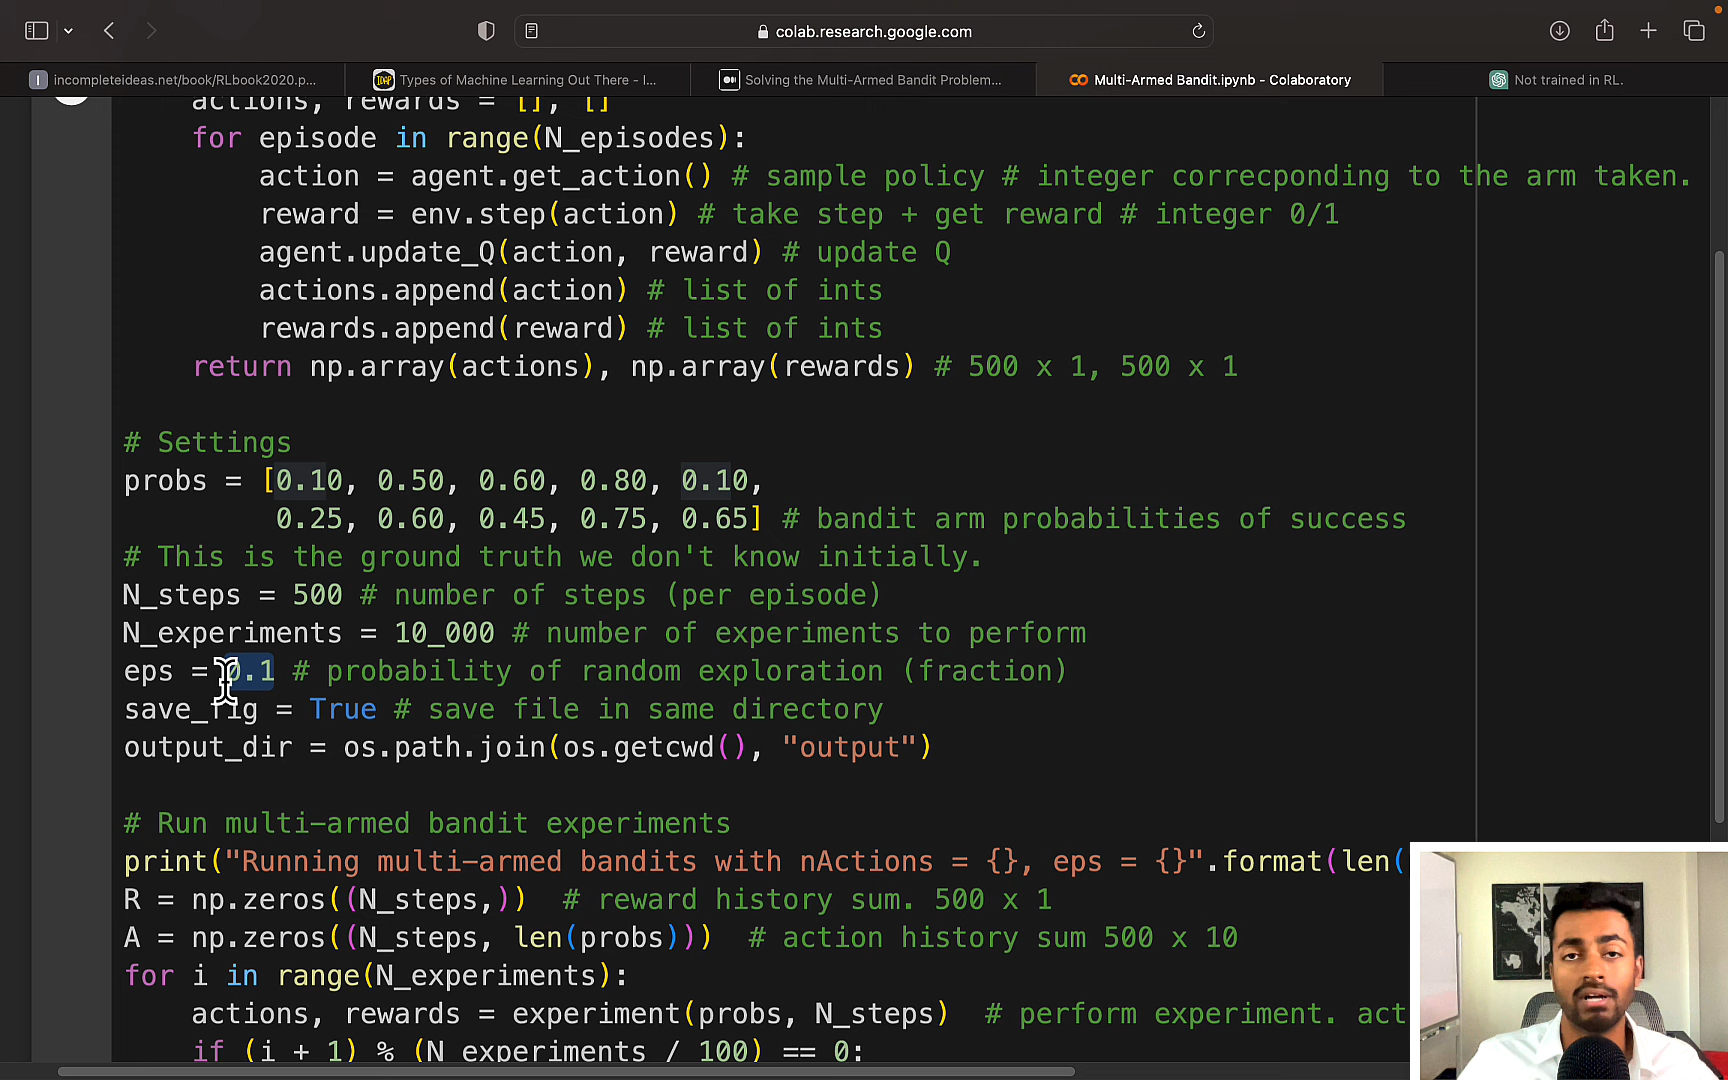 colab.research.google.com
I incompleteideas.net/book/RLbook2020.p...
IDAP Types of Machine Learning Out There - I...
Solving the Multi-Armed Bandit Problem...
Multi-Armed Bandit.ipynb - Colaboratory
Not trained in RL.
actions, rewards = [], []
for episode in range(N_episodes):
action = agent.get_action() # sample policy # integer correcponding to the arm taken.
reward = env.step(action) # take step + get reward # integer 0/1
agent.update_Q(action, reward) # update Q
actions.append(action) # list of ints
rewards.append(reward) # list of ints
return np.array(actions), np.array(rewards) # 500 x 1, 500 x 1
# Settings
probs = [0.10, 0.50, 0.60, 0.80, 0.10,
0.25, 0.60, 0.45, 0.75, 0.65] # bandit arm probabilities of success
# This is the ground truth we don't know initially.
N_steps = 500 # number of steps (per episode)
N_experiments = 10_000 # number of experiments to perform
eps = 0.1 # probability of random exploration (fraction)
save_fig = True # save file in same directory
output_dir = os.path.join(os.getcwd(), "output")
# Run multi-armed bandit experiments
print("Running multi-armed bandits with nActions = {}, eps = {}".format(len(
R = np.zeros((N_steps,)) # reward history sum. 500 x 1
A = np.zeros((N_steps, len(probs))) # action history sum 500 x 10
for i in range(N_experiments):
actions, rewards = experiment(probs, N_steps) # perform experiment. act
if (i + 1) % (N_experiments / 100) == 0: